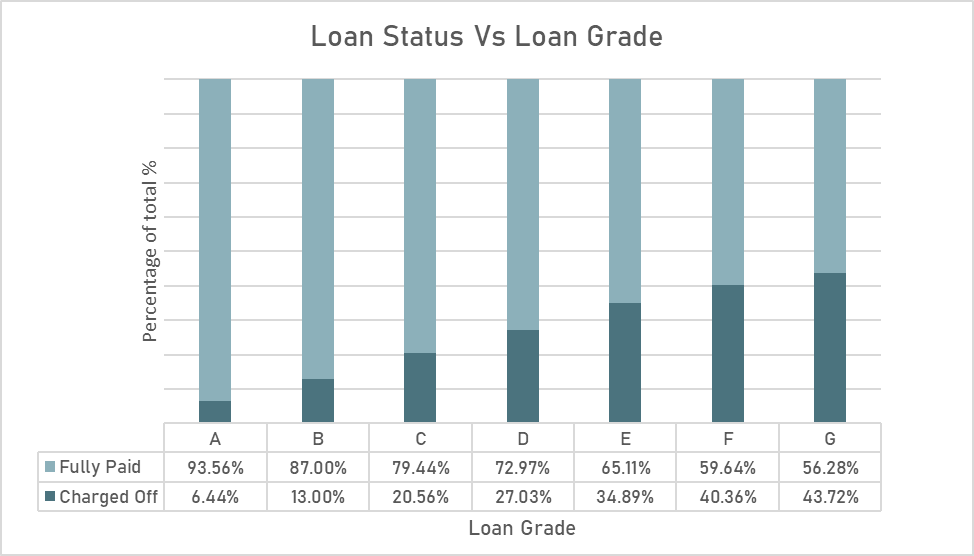 Loan Status Vs Loan Grade
Percentage of total %
A B C D E F G
Fully Paid 93.56% 87.00% 79.44% 72.97% 65.11% 59.64% 56.28%
Charged Off 6.44% 13.00% 20.56% 27.03% 34.89% 40.36% 43.72%
Loan Grade